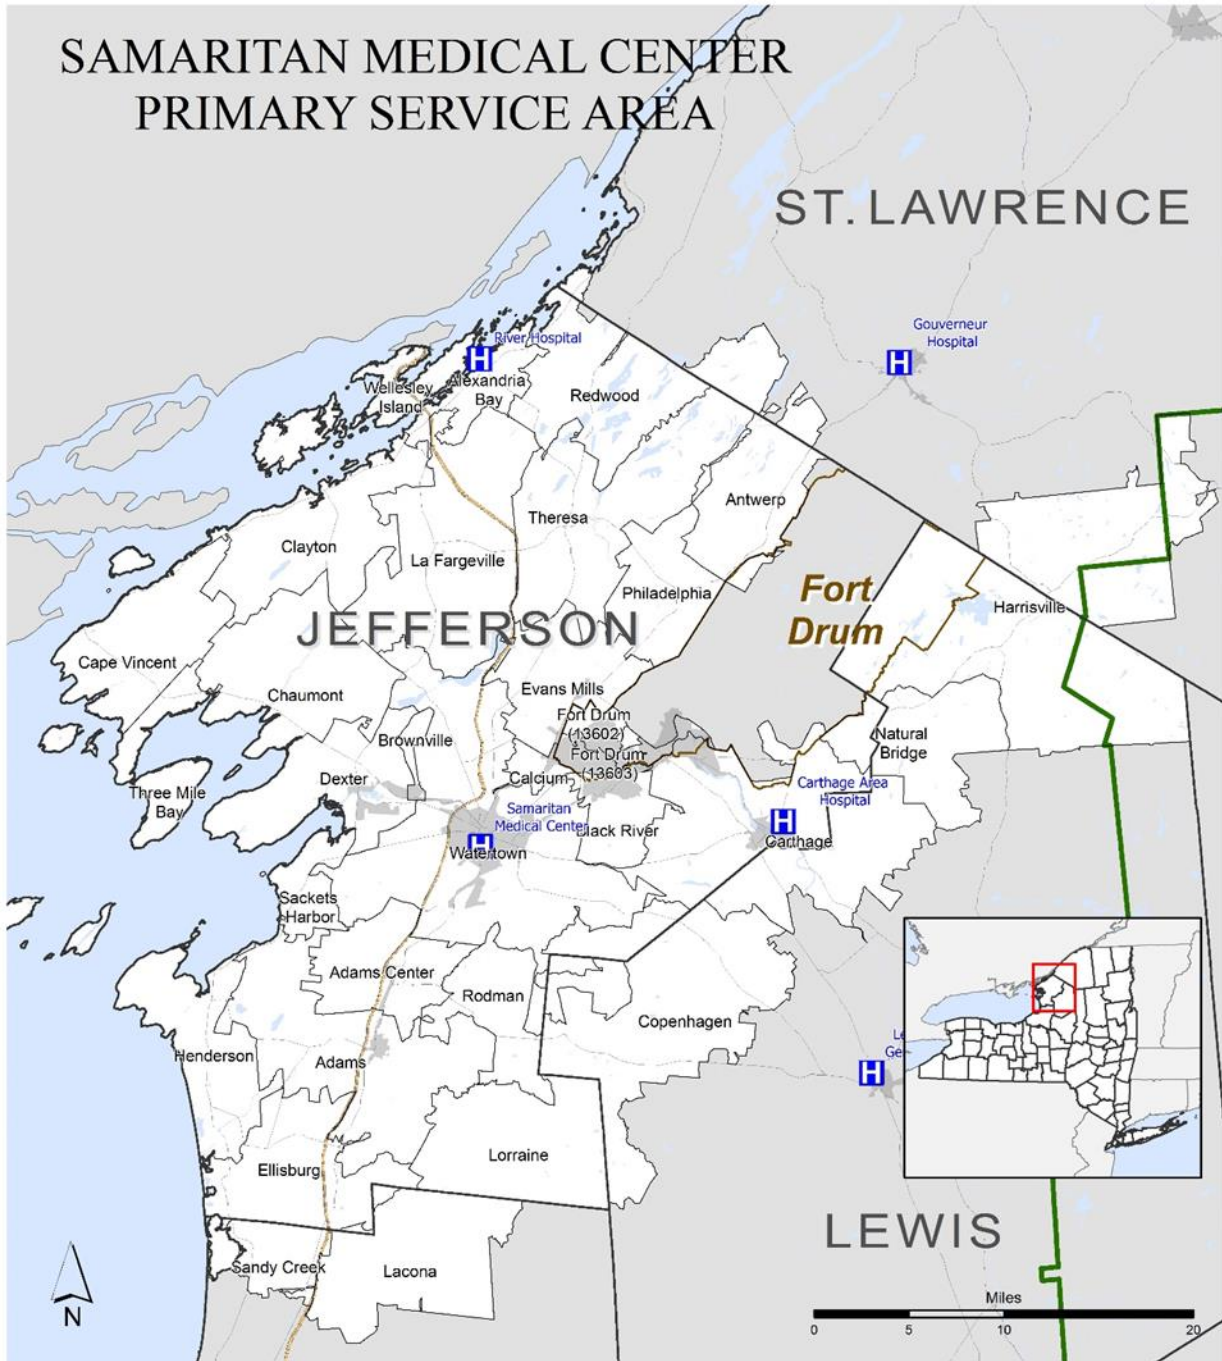 SAMARITAN MEDICAL CENTER
PRIMARY SERVICE AREA
ST. LAWRENCE
Gouverneur
Hospital
H
River Hospital
H
Alexandria
Bay
Wellesley
Island
Redwood
Antwerp
Theresa
Clayton
La Fargeville
Philadelphia
Fort
Drum
Harrisville
JEFFERSON
Cape Vincent
Chaumont
Evans Mills
Fort Drum
(13602)
Fort Drum
(13603)
Natural
Bridge
Brownville
Dexter
Calcium
Three Mile
Bay
Carthage Area
Hospital
H
Carthage
Samaritan
Medical Center
H
Watertown
Black River
Sackets
Harbor
Adams Center
Rodman
Copenhagen
Henderson
Adams
Le
Ge
H
Lorraine
Ellisburg
LEWIS
Sandy Creek
Lacona
N
Miles
0
5
10
20